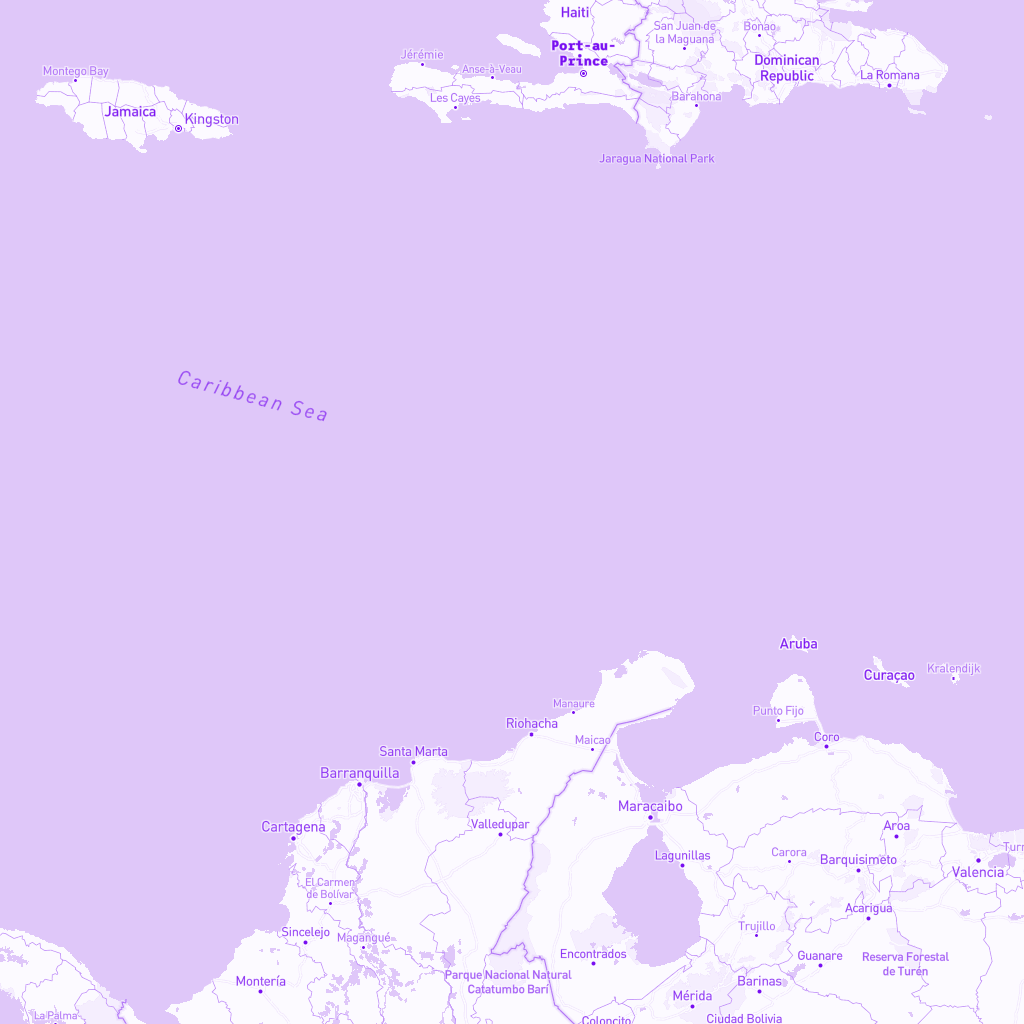 Haiti
San Juan de
la Maguana
Bonao
Port-au-
Prince
Jérémie
Anse-à-Veau
Dominican
Republic
La Romana
Montego Bay
Les Cayes
Barahona
Jamaica
Kingston
Jaragua National Park
Caribbean Sea
Aruba
Curaçao
Kralendijk
Manaure
Punto Fijo
Riohacha
Maicao
Coro
Santa Marta
Barranquilla
Maracaibo
Cartagena
Valledupar
Aroa
Lagunillas
Carora
Barquisimeto
Turm
Valencia
El Carmen
de Bolívar
Acarigua
Trujillo
Sincelejo
Magangué
Encontrados
Guanare
Reserva Forestal
de Turén
Parque Nacional Natural
Catatumbo Barí
Montería
Barinas
Mérida
La Palma
Coloncito
Ciudad Bolivia